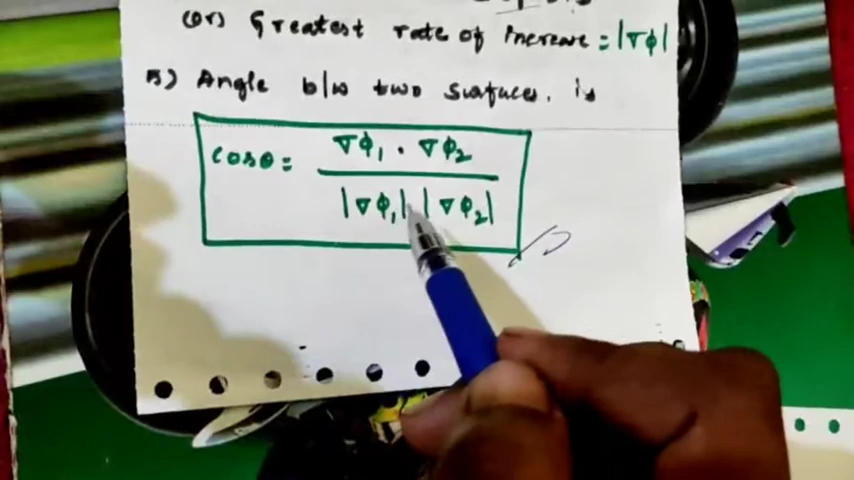 (or) Greatest rate of increase = |∇ϕ|
5) Angle b/w two surfaces. is
cosθ = ∇ϕ₁ . ∇ϕ₂ / |∇ϕ₁| |∇ϕ₂|